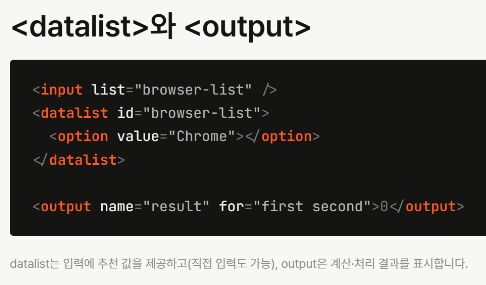 <datalist>와 <output>
<input list="browser-list" />
<datalist id="browser-list">
<option value="Chrome"></option>
</datalist>
<output name="result" for="first second">0</output>
datalist는 입력에 추천 값을 제공하고(직접 입력도 가능), output은 계산·처리 결과를 표시합니다.